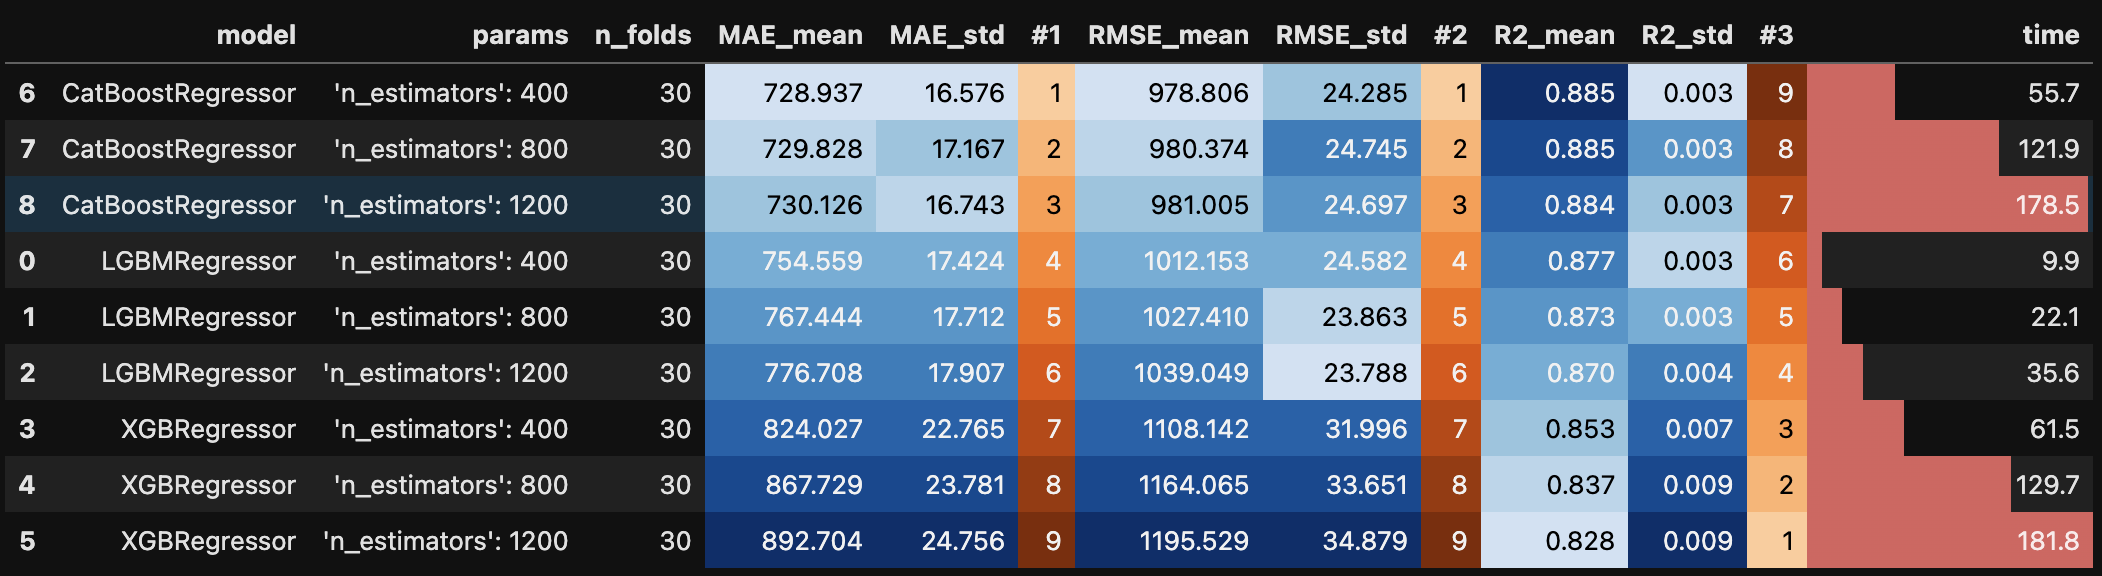 model params n_folds MAE_mean MAE_std #1 RMSE_mean RMSE_std #2 R2_mean R2_std #3 time
6 CatBoostRegressor 'n_estimators': 400 30 728.937 16.576 1 978.806 24.285 1 0.885 0.003 9 55.7
7 CatBoostRegressor 'n_estimators': 800 30 729.828 17.167 2 980.374 24.745 2 0.885 0.003 8 121.9
8 CatBoostRegressor 'n_estimators': 1200 30 730.126 16.743 3 981.005 24.697 3 0.884 0.003 7 178.5
0 LGBMRegressor 'n_estimators': 400 30 754.559 17.424 4 1012.153 24.582 4 0.877 0.003 6 9.9
1 LGBMRegressor 'n_estimators': 800 30 767.444 17.712 5 1027.410 23.863 5 0.873 0.003 5 22.1
2 LGBMRegressor 'n_estimators': 1200 30 776.708 17.907 6 1039.049 23.788 6 0.870 0.004 4 35.6
3 XGBRegressor 'n_estimators': 400 30 824.027 22.765 7 1108.142 31.996 7 0.853 0.007 3 61.5
4 XGBRegressor 'n_estimators': 800 30 867.729 23.781 8 1164.065 33.651 8 0.837 0.009 2 129.7
5 XGBRegressor 'n_estimators': 1200 30 892.704 24.756 9 1195.529 34.879 9 0.828 0.009 1 181.8